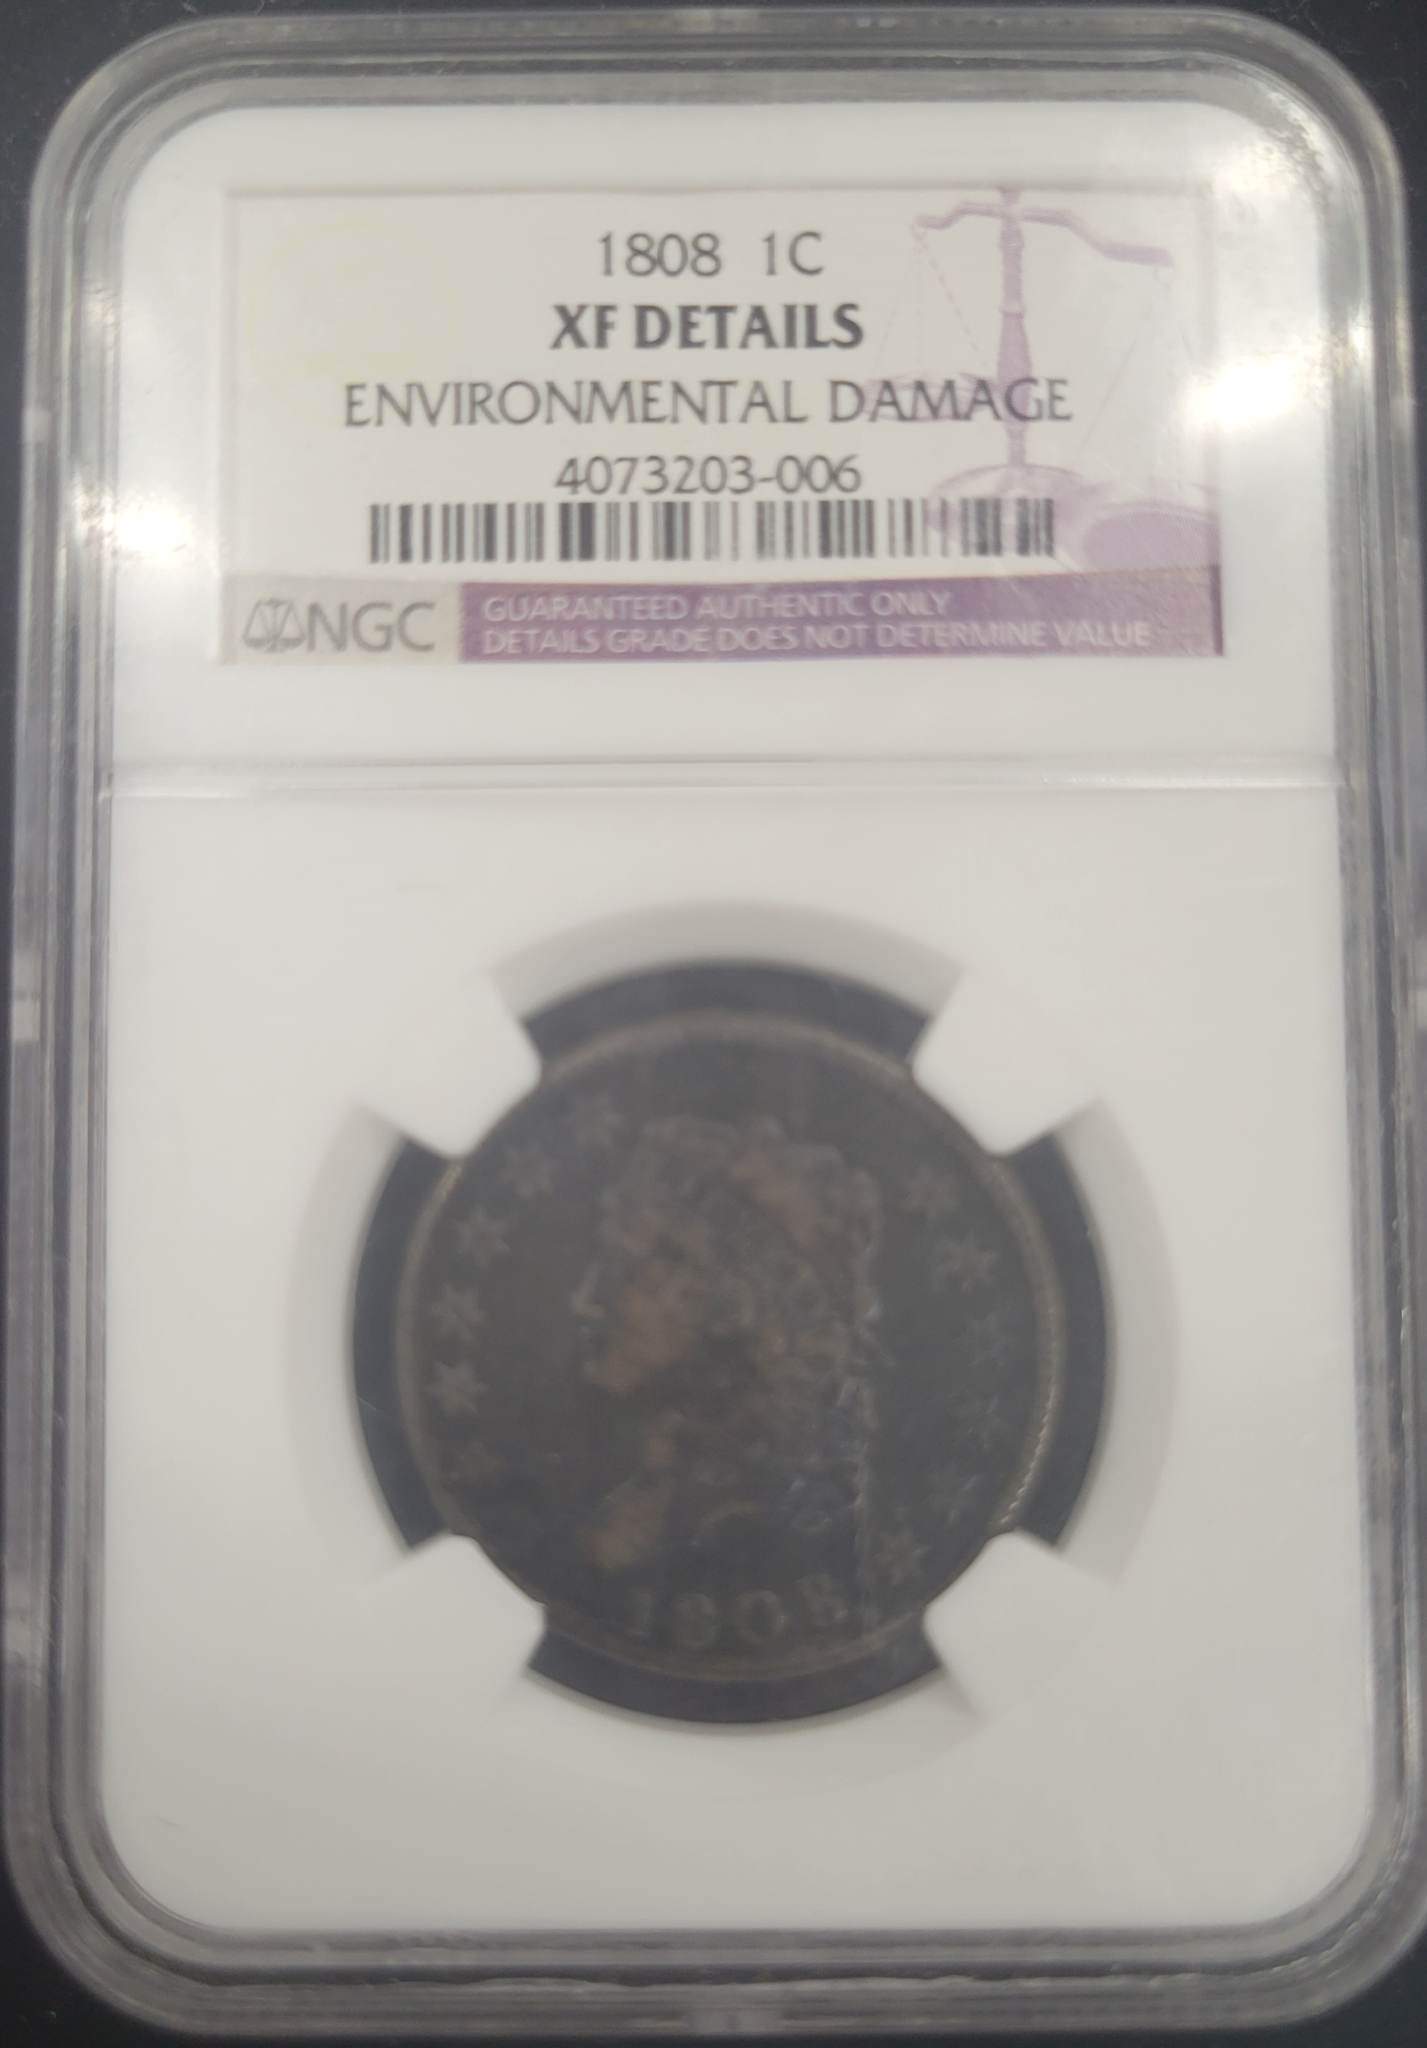 1808 1C
XF DETAILS
ENVIRONMENTAL DAMAGE
4073203-006
NGC
GUARANTEED AUTHENTIC ONLY
DETAILS GRADE DOES NOT DETERMINE VALUE
1808